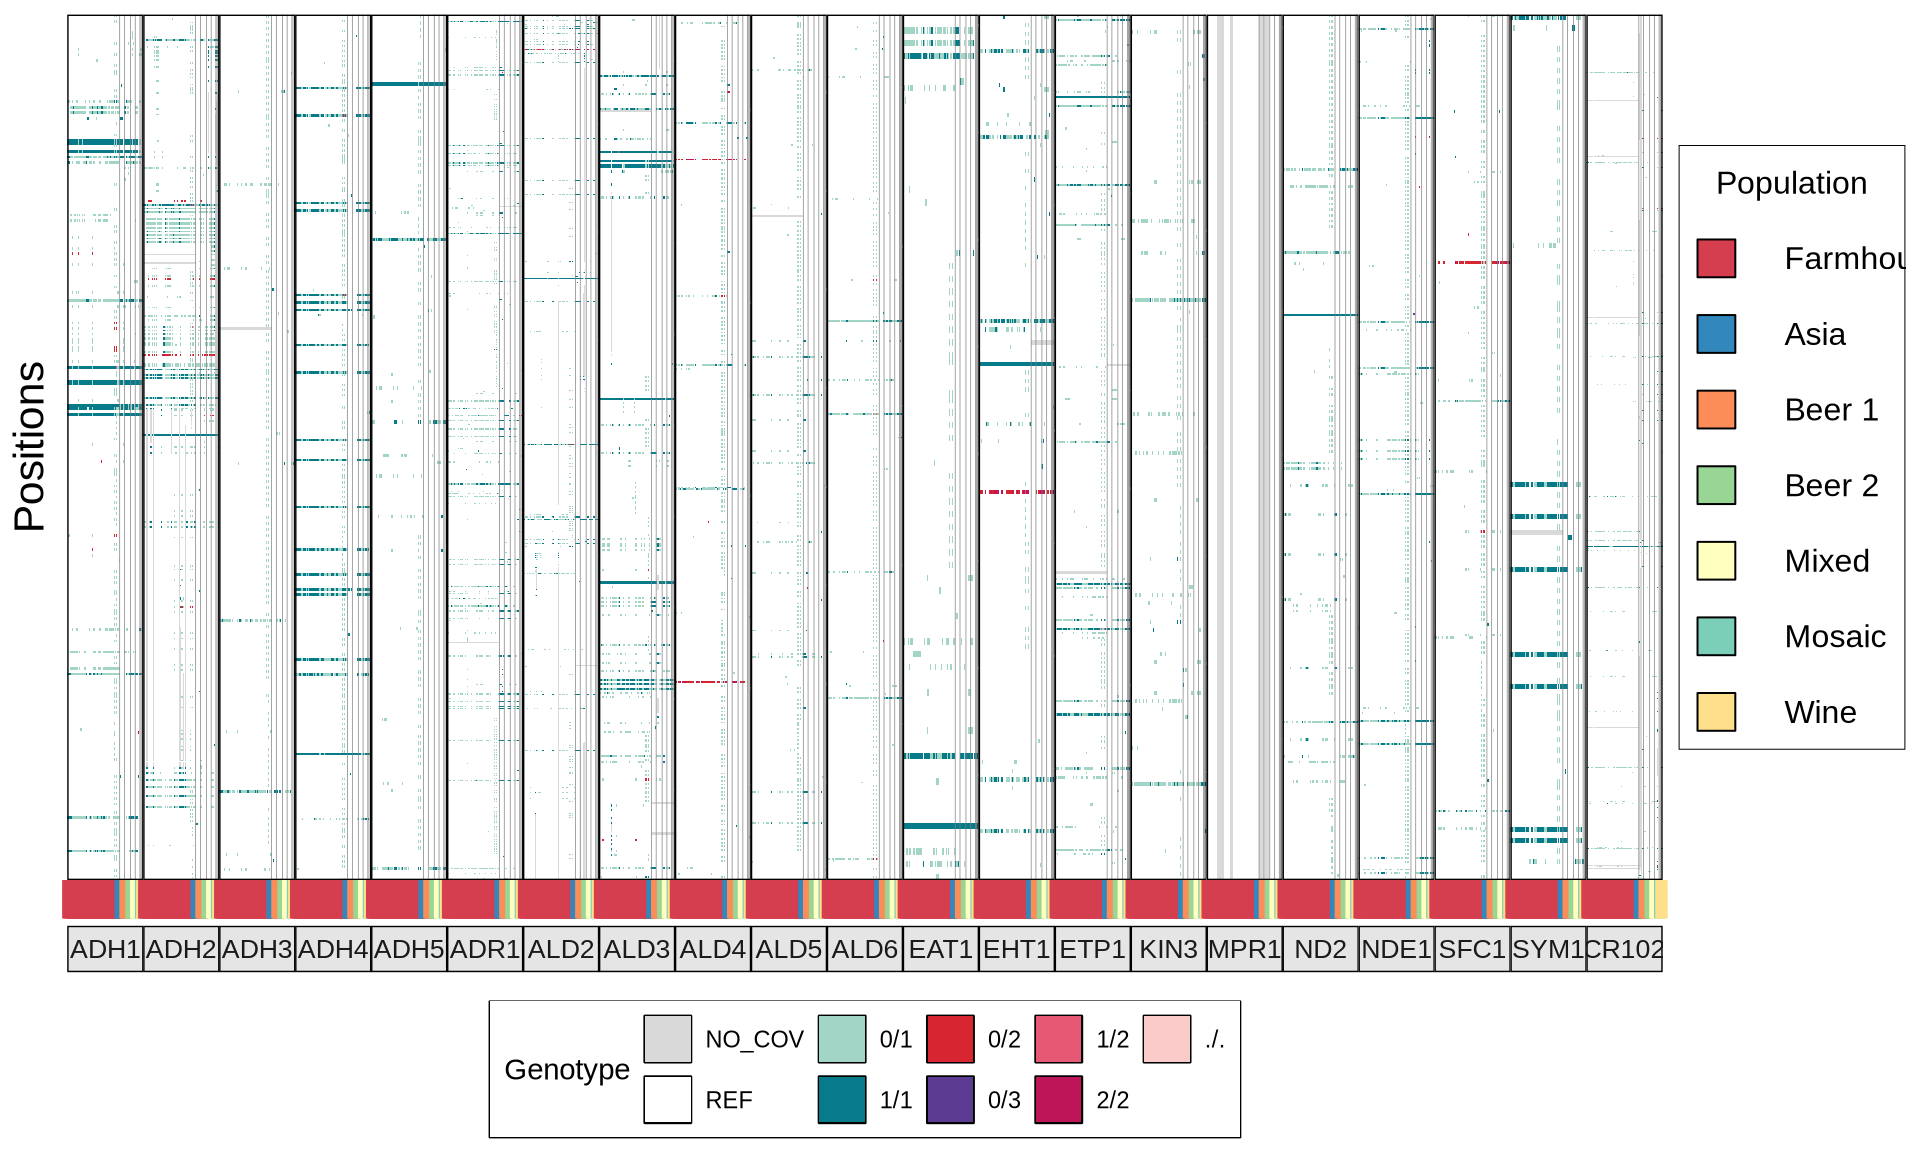 Positions
Population
Farmhou
Asia
Beer 1
Beer 2
Mixed
Mosaic
Wine
ADH1 ADH2 ADH3 ADH4 ADH5 ADR1 ALD2 ALD3 ALD4 ALD5 ALD6 EAT1 EHT1 ETP1 KIN3 MPR1 ND2 NDE1 SFC1 SYM1 CR102
Genotype
NO_COV 0/1 0/2 1/2 ./.
REF 1/1 0/3 2/2